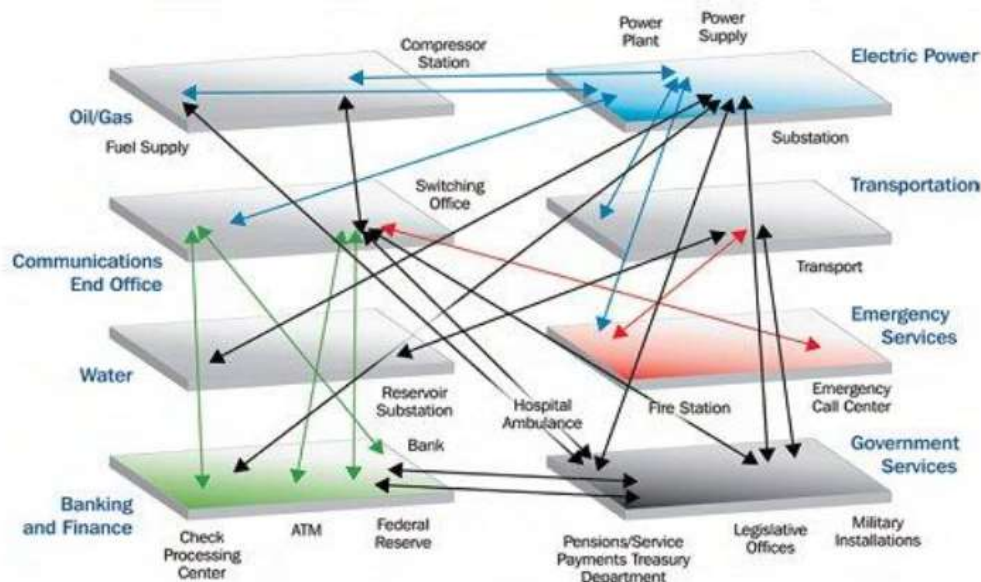 Power
Plant
Power
Supply
Compressor
Station
Electric Power
Oil/Gas
Fuel Supply
Substation
Switching
Office
Transportation
Communications
End Office
Transport
Water
Reservoir
Substation
Hospital
Ambulance
Fire Station
Emergency
Services
Emergency
Call Center
Bank
Government
Services
Banking
and Finance
Check
Processing
Center
ATM
Federal
Reserve
Pensions/Service
Payments Treasury
Department
Legislative
Offices
Military
Installations